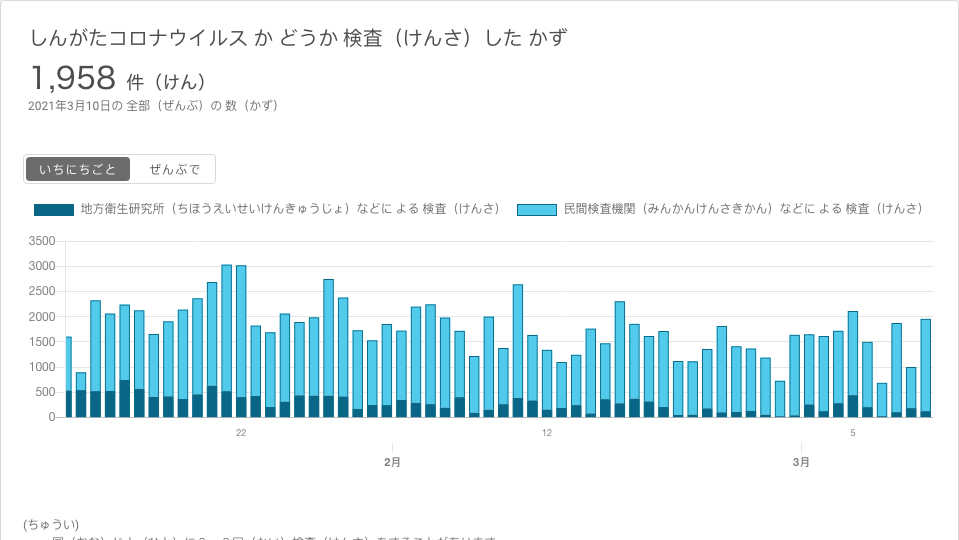 しんがたコロナウイルス か どうか 検査（けんさ）した かず
1,958 件（けん）
2021年3月10日の 全部（ぜんぶ）の 数（かず）
いちにちごと ぜんぶで
地方衛生研究所（ちほうえいせいけんきゅうじょ）などに よる 検査（けんさ） 民間検査機関（みんかんけんさきかん）などに よる 検査（けんさ）
3500
3000
2500
2000
1500
1000
500
0
22 12 5
2月 3月
(ちゅうい)